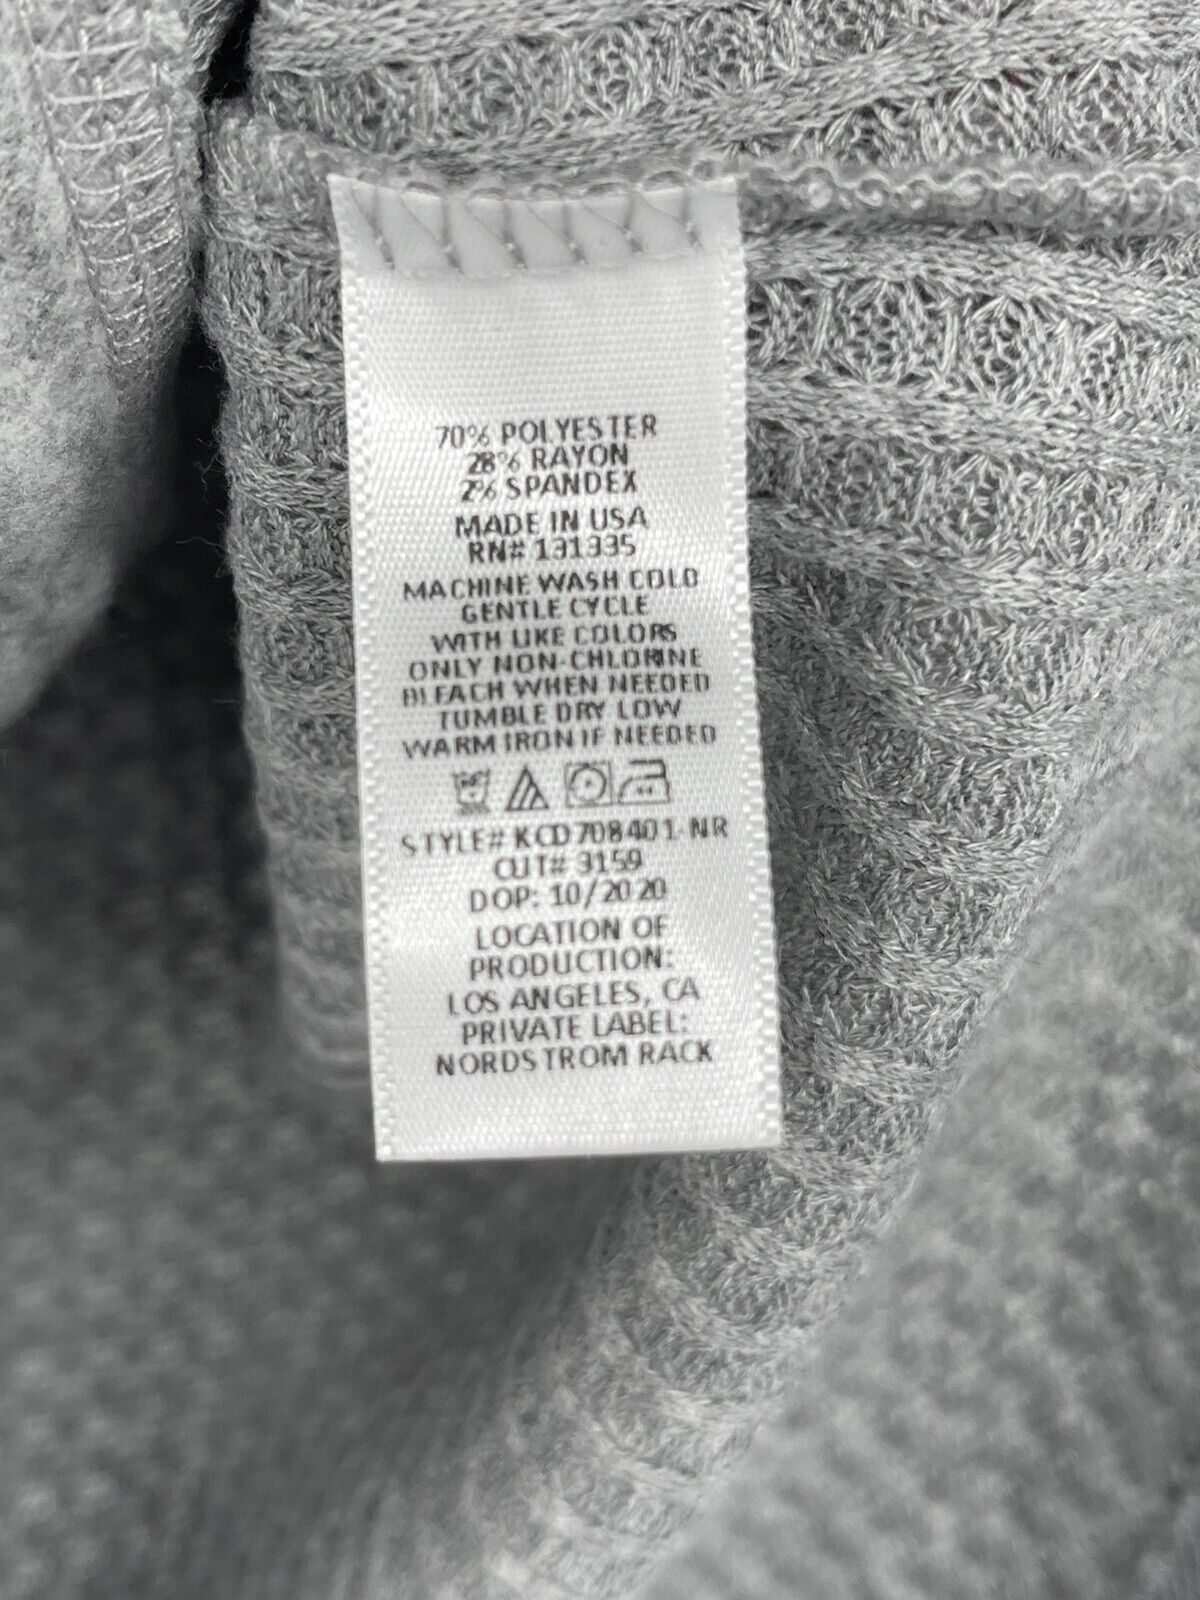 70% POLYESTER
28% RAYON
2% SPANDEX
MADE IN USA
RN# 131335
MACHINE WASH COLD
GENTLE CYCLE
WITH LIKE COLORS
ONLY NON-CHLORINE
BLEACH WHEN NEEDED
TUMBLE DRY LOW
WARM IRON IF NEEDED
STYLE# KCD708401-NR
CUT# 3159
DOP: 10/2020
LOCATION OF
PRODUCTION:
LOS ANGELES, CA
PRIVATE LABEL:
NORDSTROM RACK